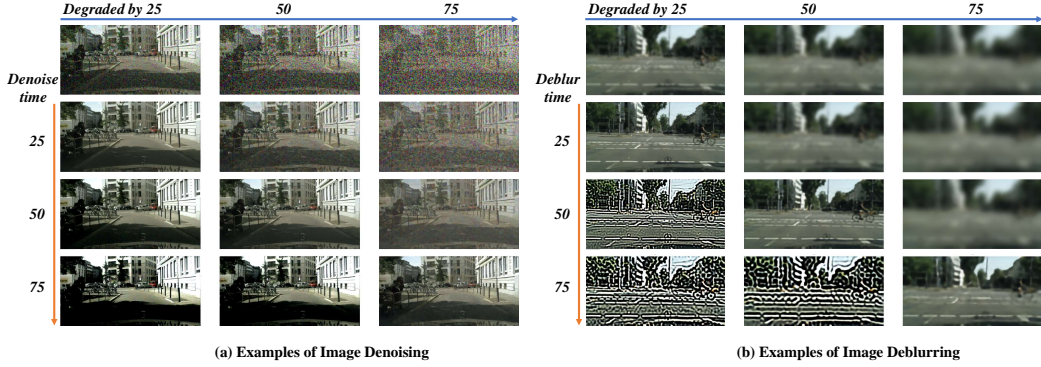 Degraded by 25 50 75
Denoise
time
25
50
75
(a) Examples of Image Denoising
Degraded by 25 50 75
Deblur
time
25
50
75
(b) Examples of Image Deblurring